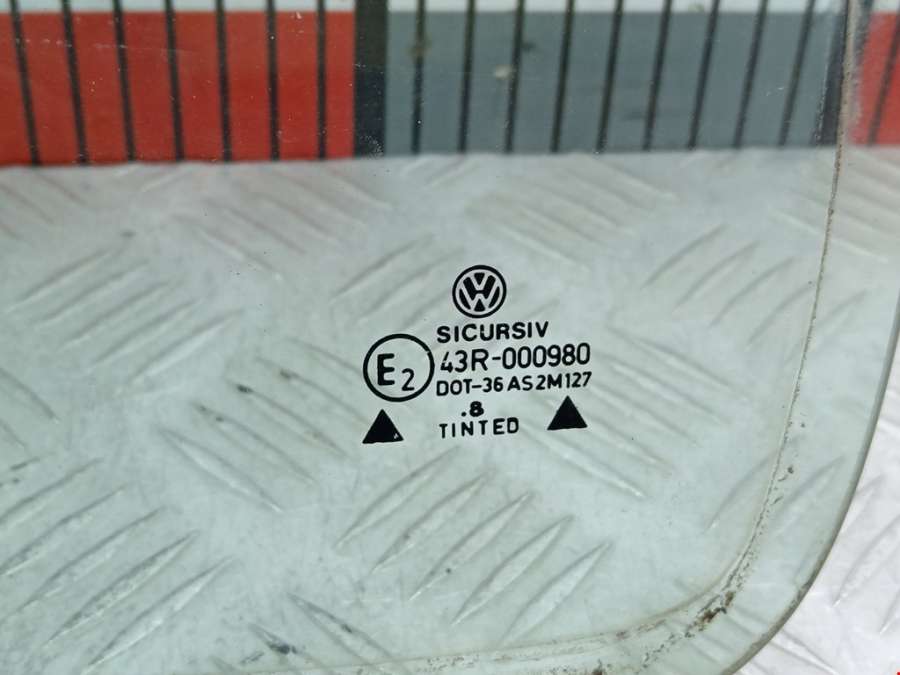 SICURSIV
E2 43R-000980
DOT-36 AS2M127
.8
TINTED